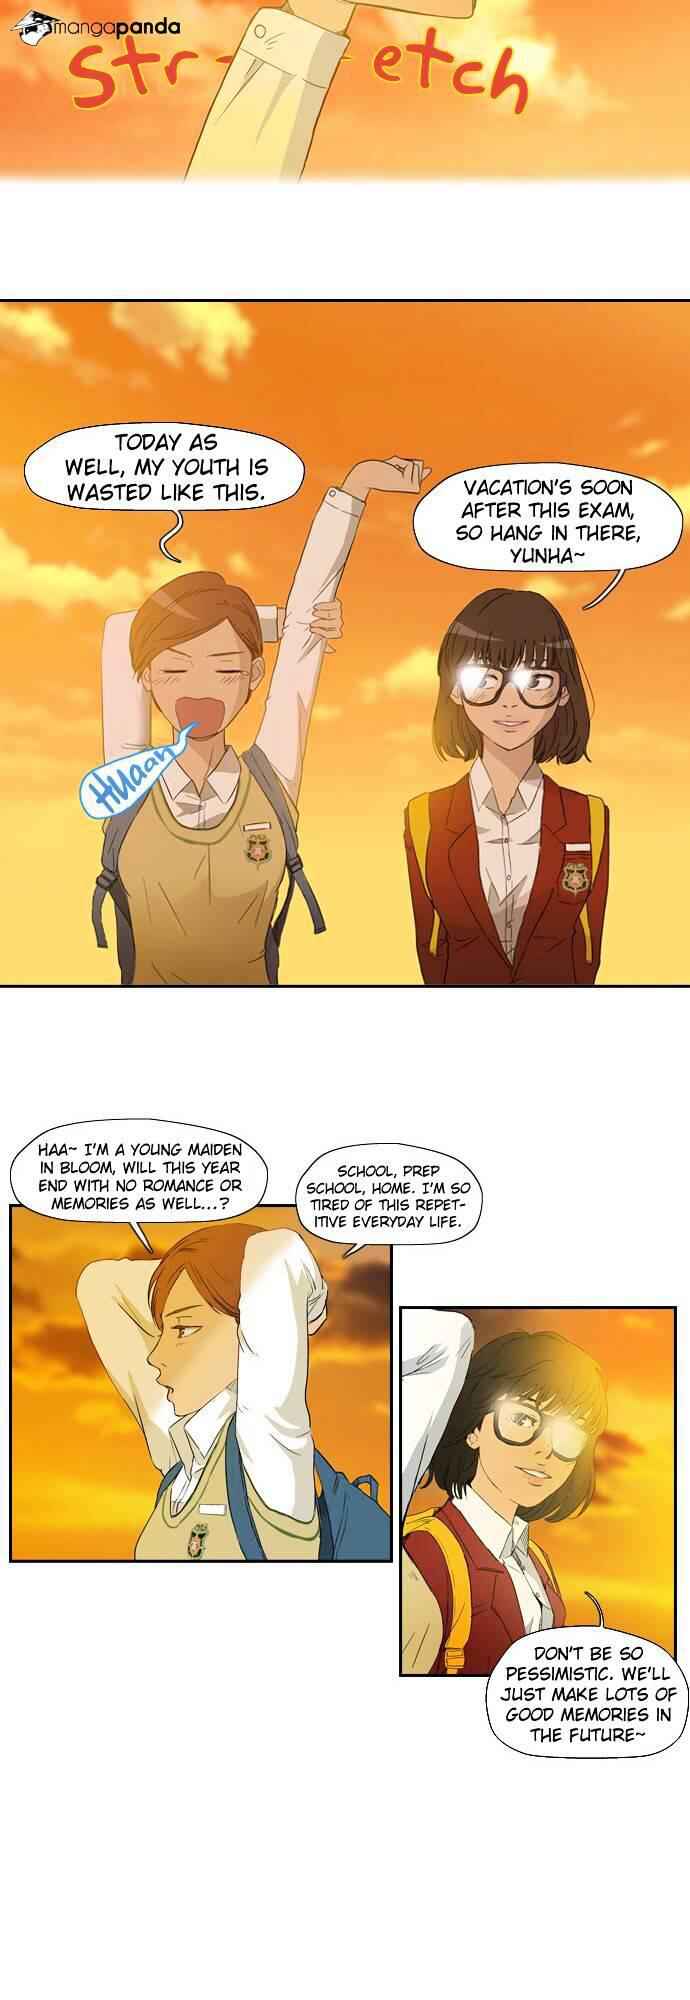 mangapanda
Str- -etch
TODAY AS
WELL, MY YOUTH IS
WASTED LIKE THIS.
VACATION'S SOON
AFTER THIS EXAM,
SO HANG IN THERE,
YUNHA~
HUaan
HAA~ I'M A YOUNG MAIDEN
IN BLOOM, WILL THIS YEAR
END WITH NO ROMANCE OR
MEMORIES AS WELL...?
SCHOOL, PREP
SCHOOL, HOME. I'M SO
TIRED OF THIS REPET-
ITIVE EVERYDAY LIFE.
DON'T BE SO
PESSIMISTIC. WE'LL
JUST MAKE LOTS OF
GOOD MEMORIES IN
THE FUTURE~